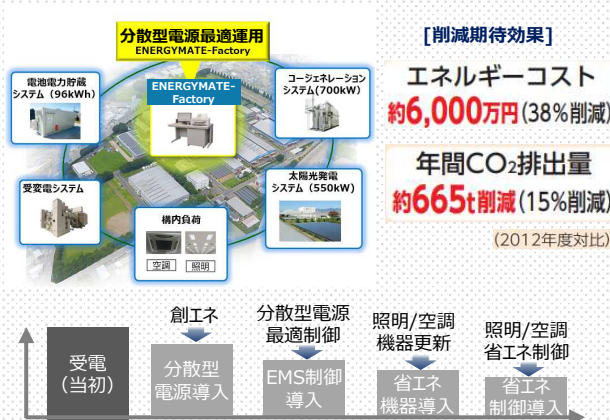 分散型電源最適運用
ENERGYMATE-Factory
ENERGYMATE-
Factory
電池電力貯蔵
システム（96kWh）
コージェネレーション
システム(700kW)
受変電システム
構内負荷
空調 照明
太陽光発電
システム（550kW）
[削減期待効果]
エネルギーコスト
約6,000万円(38%削減)
年間CO₂排出量
約665t削減(15%削減)
(2012年度対比)
受電
（当初）
創エネ
分散型
電源導入
分散型電源
最適制御
EMS制御
導入
照明/空調
機器更新
省エネ
機器導入
照明/空調
省エネ制御
省エネ
制御導入